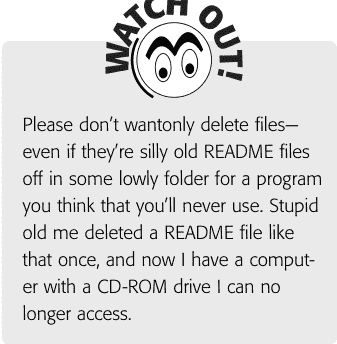 WATCH OUT!
Please don't wantonly delete files—
even if they're silly old README files
off in some lowly folder for a program
you think that you'll never use. Stupid
old me deleted a README file like
that once, and now I have a comput-
er with a CD-ROM drive I can no
longer access.